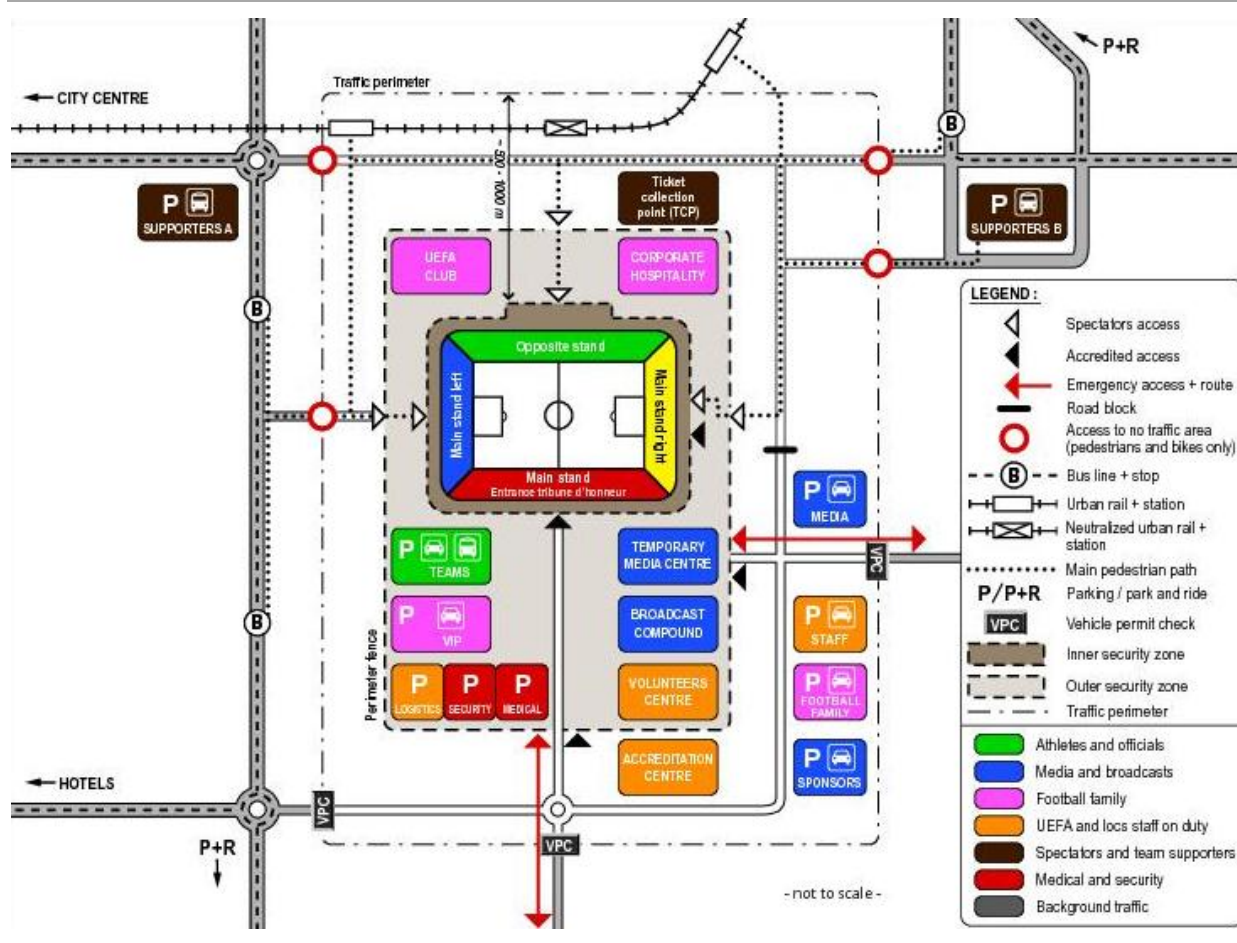 P+R
Traffic perimeter
CITY CENTRE
B
~ 500 - 1000 m
P
SUPPORTERS A
Ticket
collection
point (TCP)
P
SUPPORTERS B
UEFA
CLUB
CORPORATE
HOSPITALITY
B
Opposite stand
Main stand left
Main stand right
Main stand
Entrance tribune d'honneur
P
MEDIA
P
TEAMS
TEMPORARY
MEDIA CENTRE
VPC
P
VIP
BROADCAST
COMPOUND
P
STAFF
B
Perimeter fence
P
LOGISTICS
P
SECURITY
P
MEDICAL
VOLUNTEERS
CENTRE
P
FOOTBALL
FAMILY
ACCREDITATION
CENTRE
P
SPONSORS
HOTELS
VPC
VPC
P+R
- not to scale -
LEGEND :
Spectators access
Accredited access
Emergency access + route
Road block
Access to no traffic area
(pedestrians and bikes only)
B
Bus line + stop
Urban rail + station
Neutralized urban rail +
station
Main pedestrian path
P/P+R
Parking / park and ride
VPC
Vehicle permit check
Inner security zone
Outer security zone
Traffic perimeter
Athletes and officials
Media and broadcasts
Football family
UEFA and locs staff on duty
Spectators and team supporters
Medical and security
Background traffic